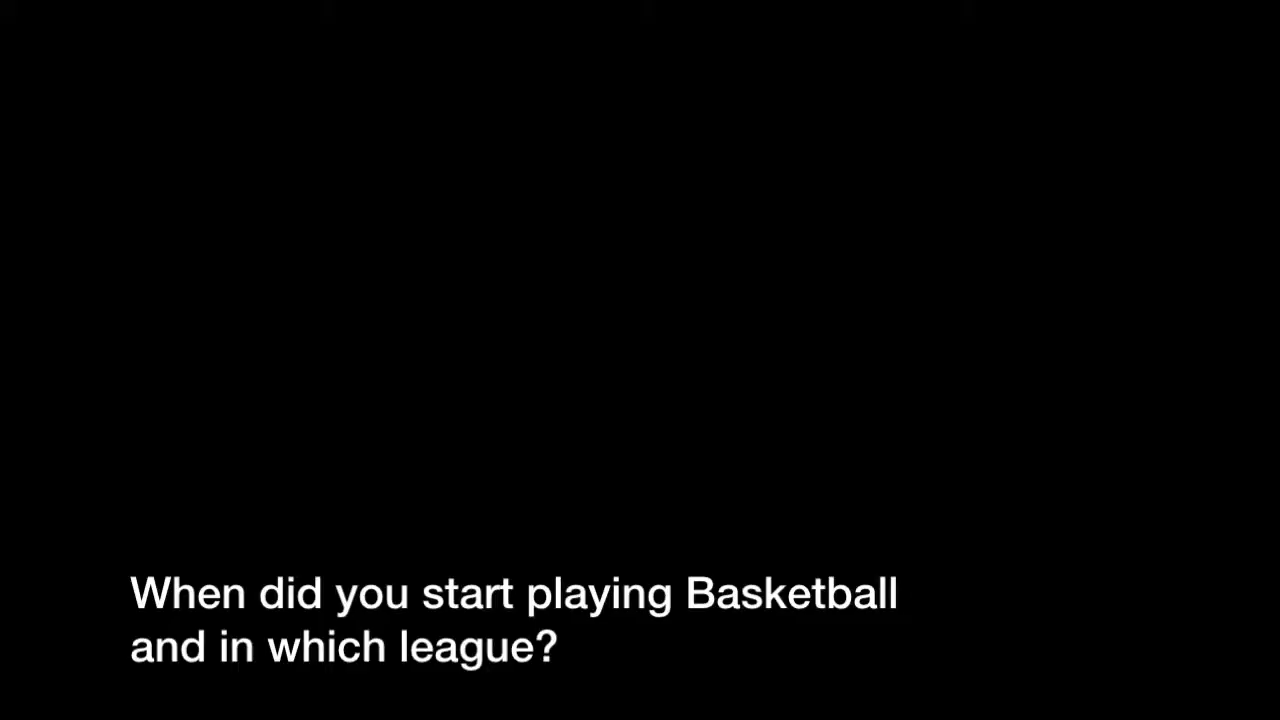 When did you start playing Basketball
and in which league?